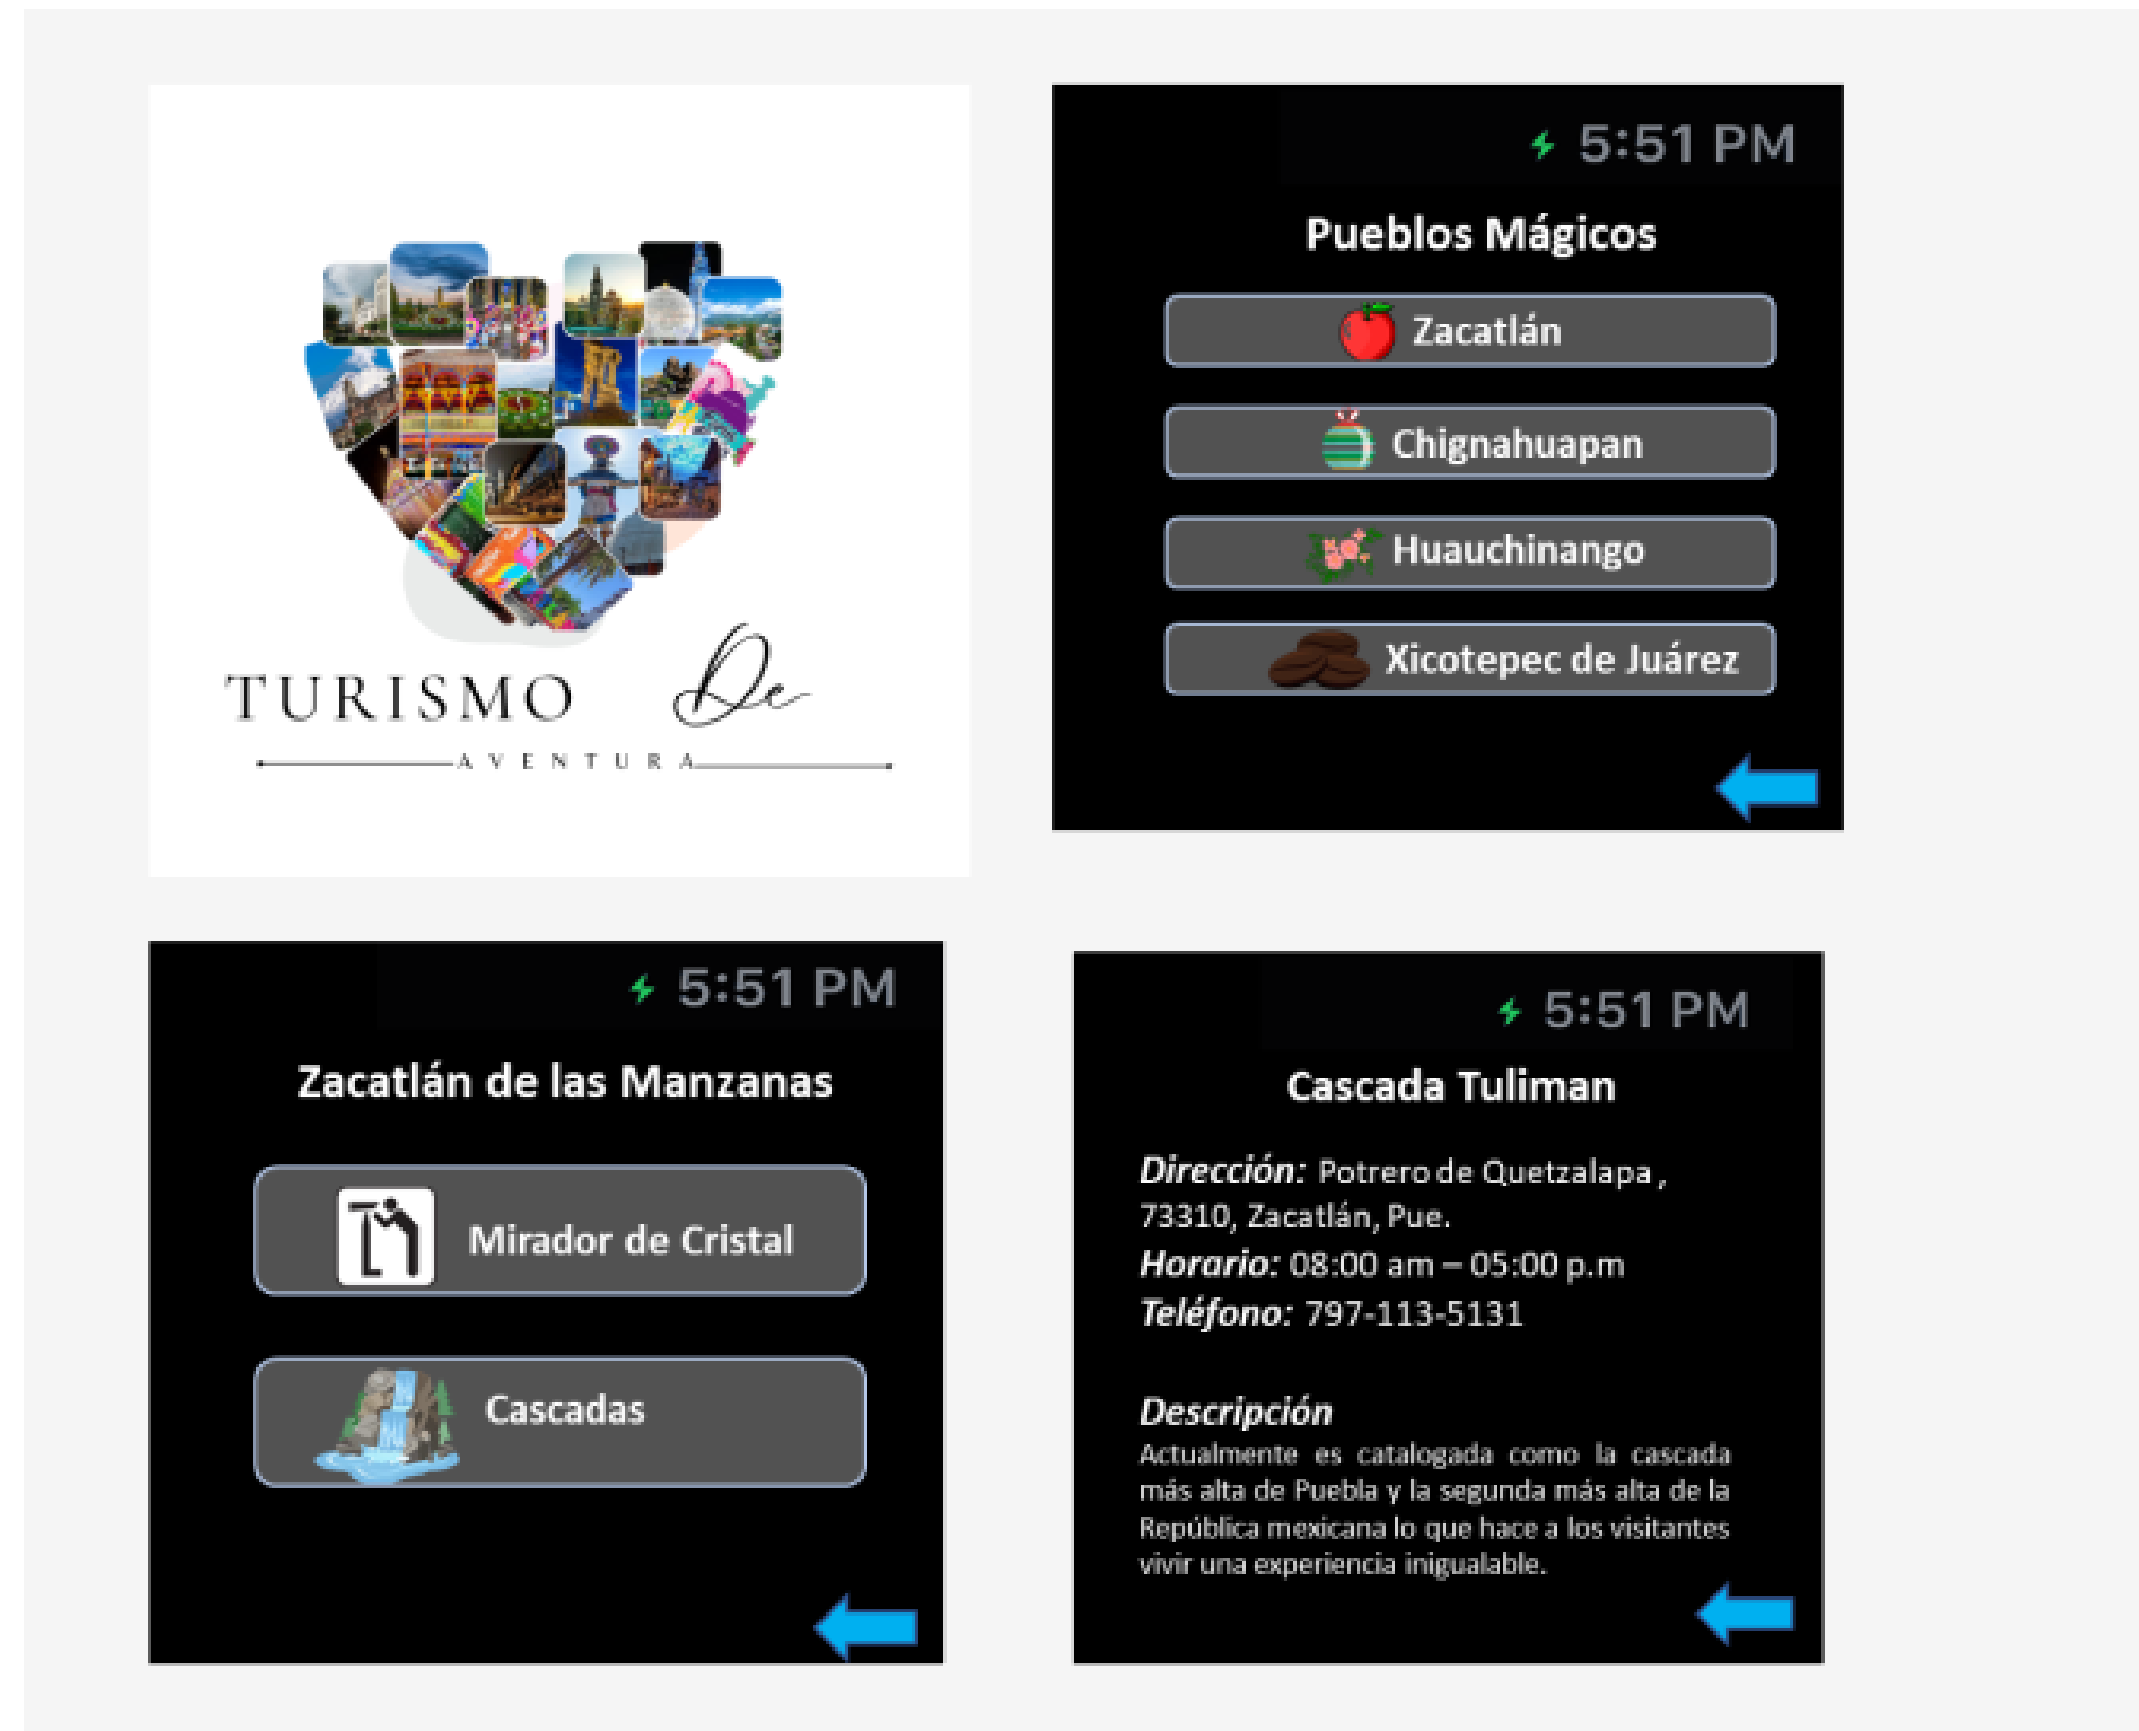 TURISMO De
AVENTURA
5:51 PM
Pueblos Mágicos
Zacatlán
Chignahuapan
Huauchinango
Xicotepec de Juárez
5:51 PM
Zacatlán de las Manzanas
Mirador de Cristal
Cascadas
5:51 PM
Cascada Tuliman
Dirección: Potrero de Quetzalapa ,
73310, Zacatlán, Pue.
Horario: 08:00 am – 05:00 p.m
Teléfono: 797-113-5131
Descripción
Actualmente es catalogada como la cascada
más alta de Puebla y la segunda más alta de la
República mexicana lo que hace a los visitantes
vivir una experiencia inigualable.